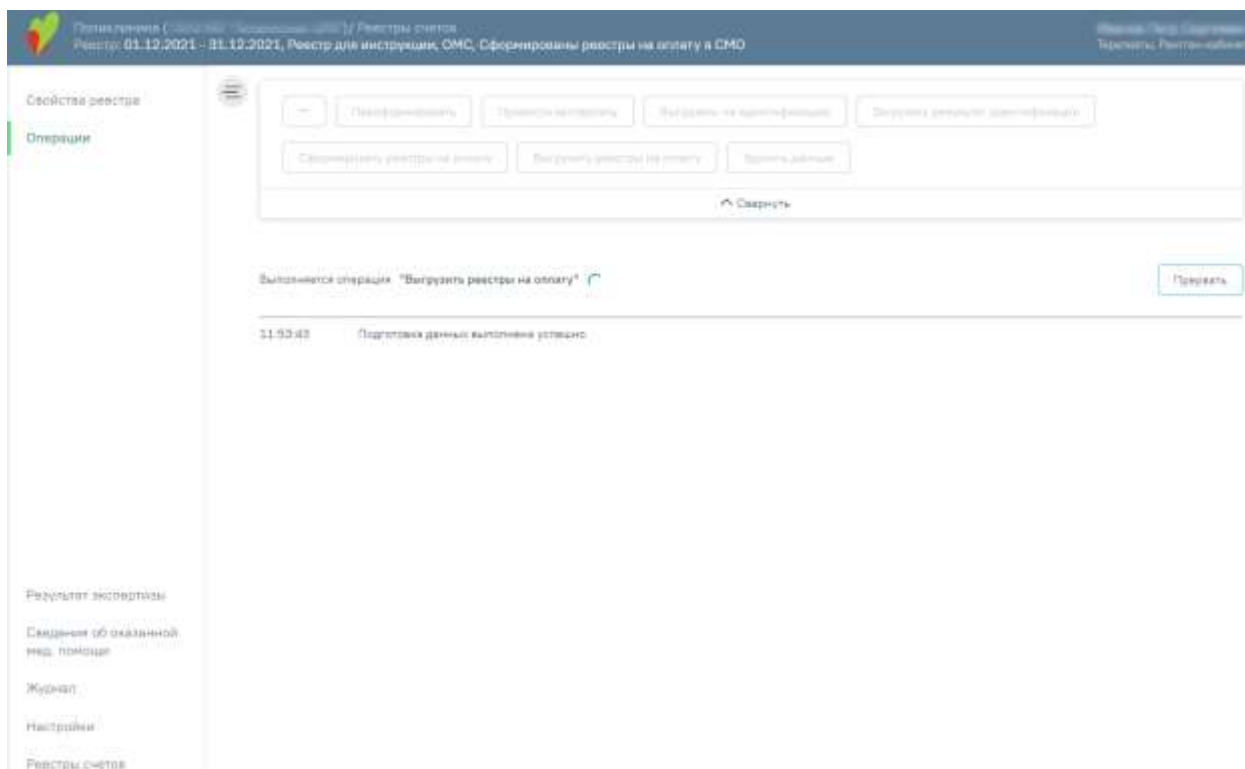 Поликлиника ( )/ Реестры счетов
Реестр: 01.12.2021 - 31.12.2021, Реестр для инструкции, ОМС, Сформированы реестры на оплату в СМО
Терапевты, Рентген-кабинет
Свойства реестра
Операции
Переформировать
Провести экспертизу
Выгрузить на идентификацию
Загрузить результат идентификации
Сформировать реестры на оплату
Выгрузить реестры на оплату
Удалить данные
Свернуть
Выполняется операция "Выгрузить реестры на оплату"
Прервать
11:53:43 Подготовка данных выполнена успешно.
Результат экспертизы
Сведения об оказанной
мед. помощи
Журнал
Настройки
Реестры счетов